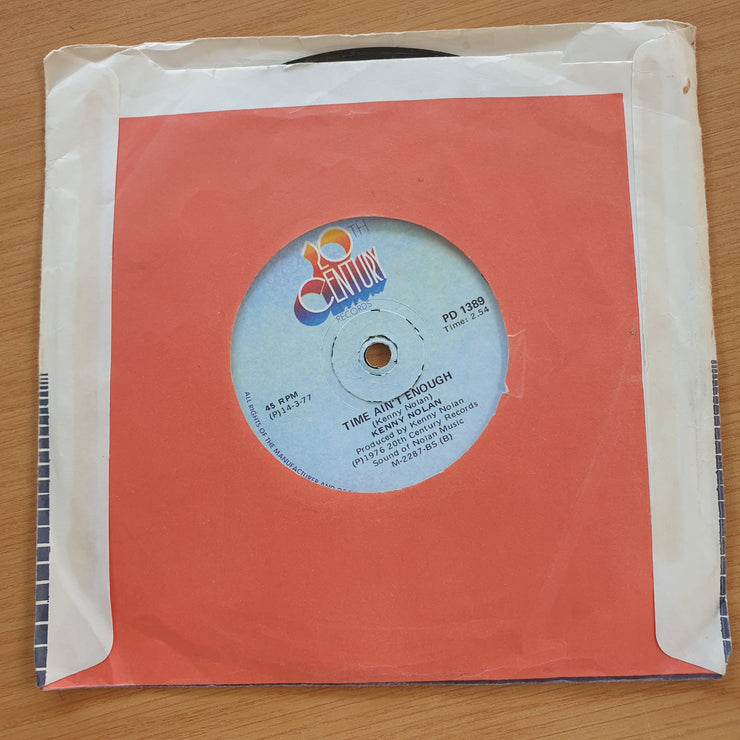 20TH
CENTURY
RECORDS
PD 1389
Time: 2.54
45 RPM
(P)14-3-77
TIME AIN'T ENOUGH
(Kenny Nolan)
KENNY NOLAN
Produced by Kenny Nolan
(P)1976 20th Century Records
Sound of Nolan Music
M-2287-BS (B)
ALL RIGHTS OF THE MANUFACTURER AND